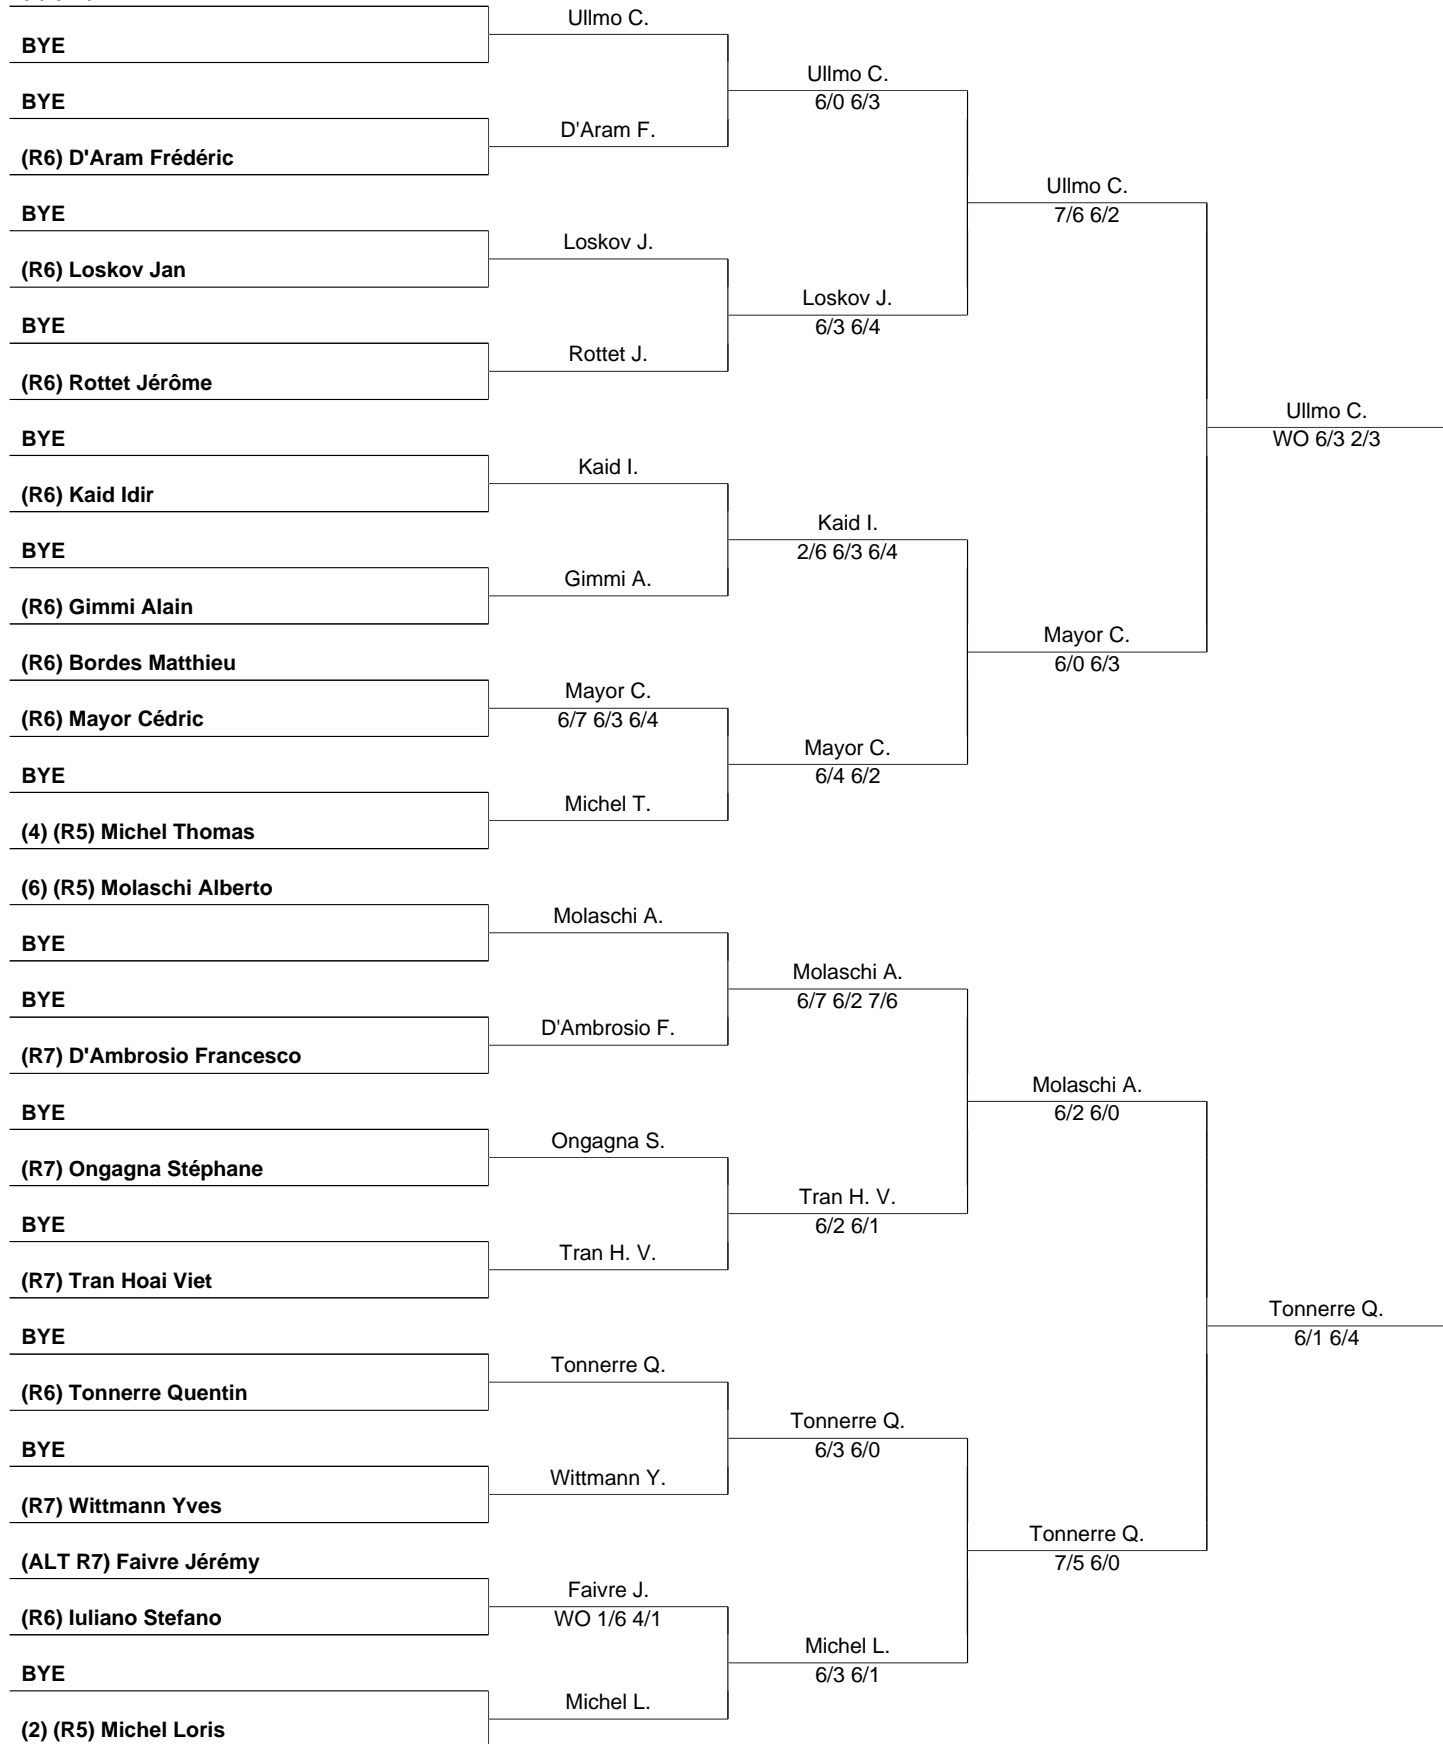 BYE
BYE
(R6) D'Aram Frédéric
BYE
(R6) Loskov Jan
BYE
(R6) Rottet Jérôme
BYE
(R6) Kaid Idir
BYE
(R6) Gimmi Alain
(R6) Bordes Matthieu
(R6) Mayor Cédric
BYE
(4) (R5) Michel Thomas
(6) (R5) Molaschi Alberto
BYE
BYE
(R7) D'Ambrosio Francesco
BYE
(R7) Ongagna Stéphane
BYE
(R7) Tran Hoai Viet
BYE
(R6) Tonnerre Quentin
BYE
(R7) Wittmann Yves
(ALT R7) Faivre Jérémy
(R6) Iuliano Stefano
BYE
(2) (R5) Michel Loris
Ullmo C.
D'Aram F.
Loskov J.
Rottet J.
Kaid I.
Gimmi A.
Mayor C.
6/7 6/3 6/4
Michel T.
Molaschi A.
D'Ambrosio F.
Ongagna S.
Tran H. V.
Tonnerre Q.
Wittmann Y.
Faivre J.
WO 1/6 4/1
Michel L.
Ullmo C.
6/0 6/3
Loskov J.
6/3 6/4
Kaid I.
2/6 6/3 6/4
Mayor C.
6/4 6/2
Molaschi A.
6/7 6/2 7/6
Tran H. V.
6/2 6/1
Tonnerre Q.
6/3 6/0
Michel L.
6/3 6/1
Ullmo C.
7/6 6/2
Mayor C.
6/0 6/3
Molaschi A.
6/2 6/0
Tonnerre Q.
7/5 6/0
Ullmo C.
WO 6/3 2/3
Tonnerre Q.
6/1 6/4